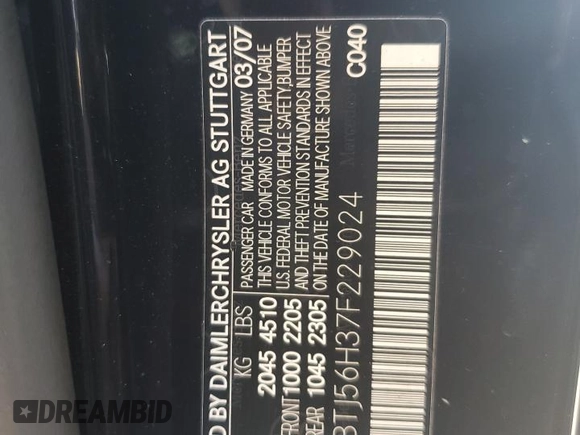 D BY DAIMLERCHRYSLER AG STUTTGART
KG LBS PASSENGER CAR MADE IN GERMANY 03/07
2045 4510 THIS VEHICLE CONFORMS TO ALL APPLICABLE
FRONT 1000 2205 U.S. FEDERAL MOTOR VEHICLE SAFETY, BUMPER
REAR 1045 2305 AND THEFT PREVENTION STANDARDS IN EFFECT
ON THE DATE OF MANUFACTURE SHOWN ABOVE
BTJ56H37F229024
C040
DREAMBID